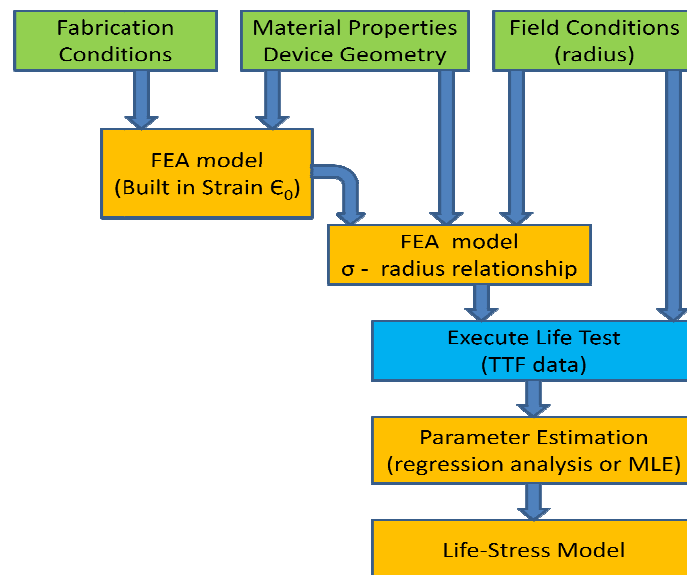 Fabrication
Conditions
Material Properties
Device Geometry
Field Conditions
(radius)
FEA model
(Built in Strain Є₀)
FEA  model
σ -  radius relationship
Execute Life Test
(TTF data)
Parameter Estimation
(regression analysis or MLE)
Life-Stress Model